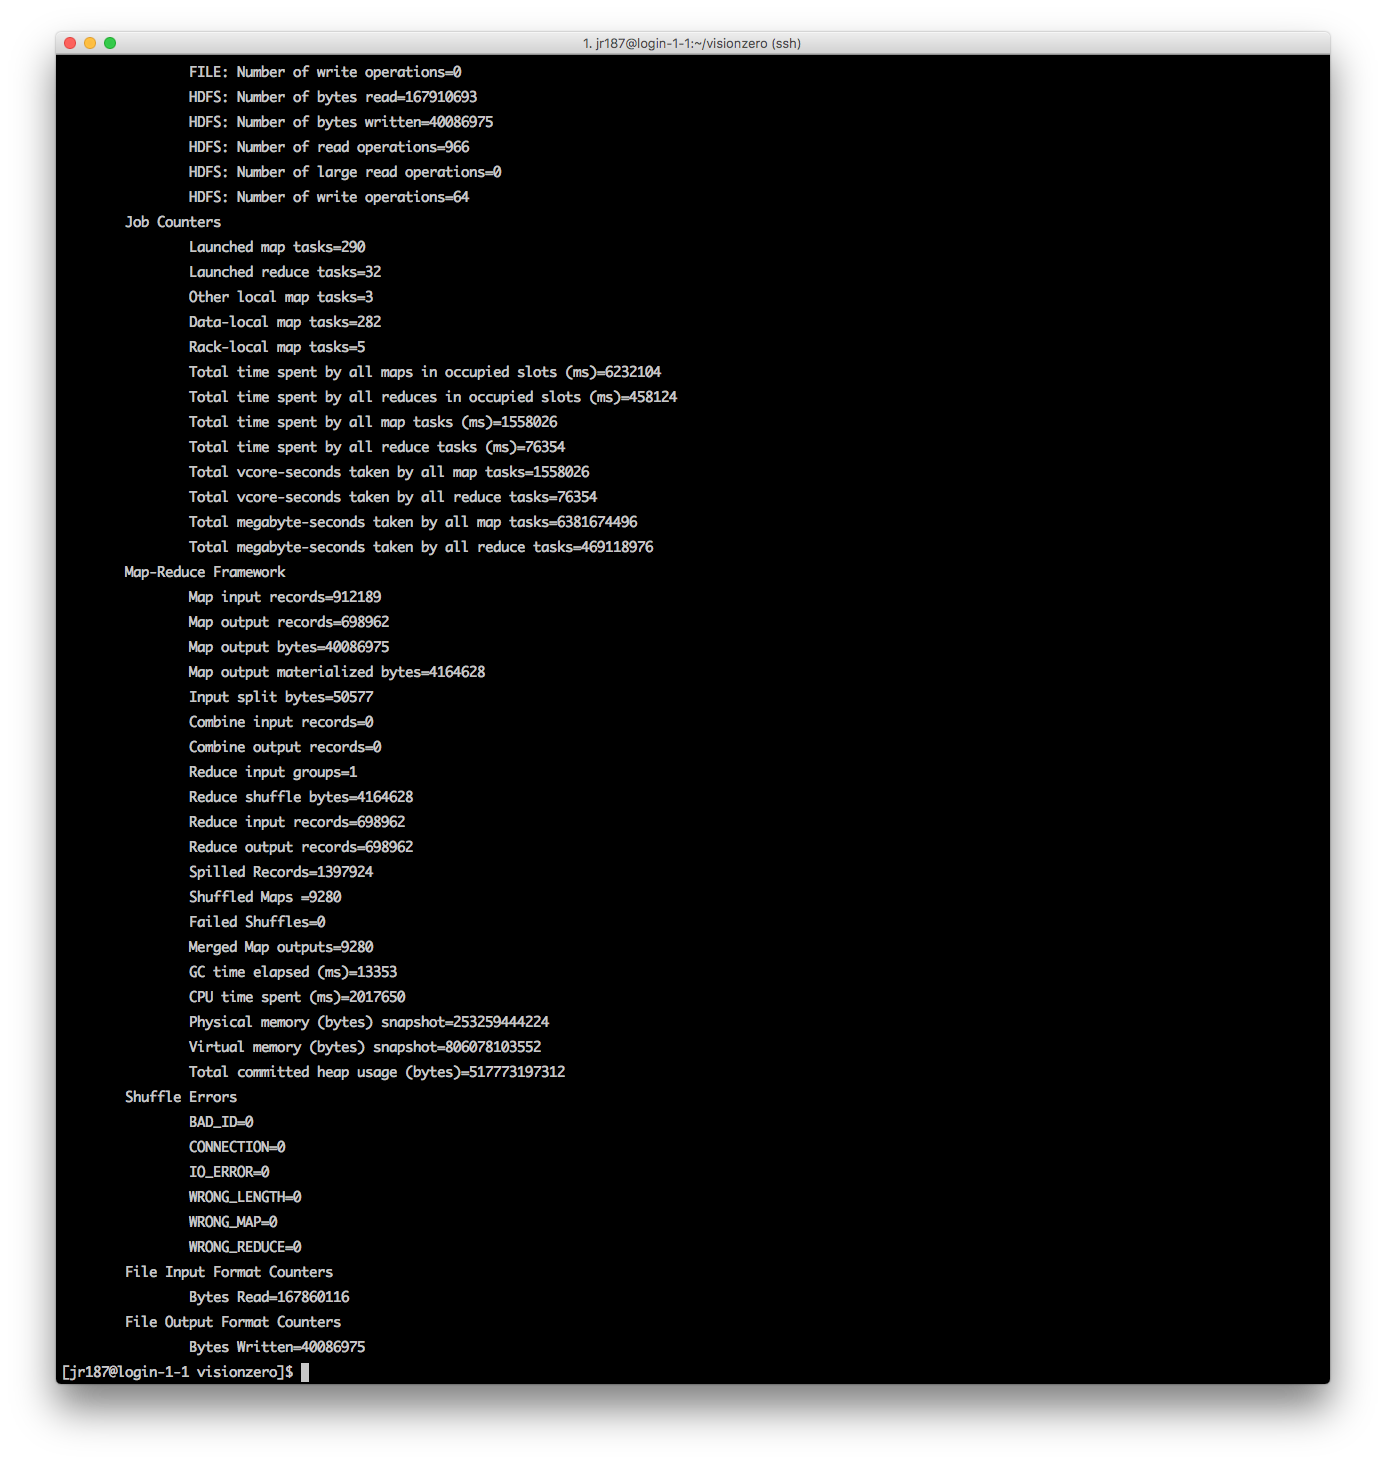 1. jr187@login-1-1:~/visionzero (ssh)
FILE: Number of write operations=0
HDFS: Number of bytes read=167910693
HDFS: Number of bytes written=40086975
HDFS: Number of read operations=966
HDFS: Number of large read operations=0
HDFS: Number of write operations=64
Job Counters
Launched map tasks=290
Launched reduce tasks=32
Other local map tasks=3
Data-local map tasks=282
Rack-local map tasks=5
Total time spent by all maps in occupied slots (ms)=6232104
Total time spent by all reduces in occupied slots (ms)=458124
Total time spent by all map tasks (ms)=1558026
Total time spent by all reduce tasks (ms)=76354
Total vcore-seconds taken by all map tasks=1558026
Total vcore-seconds taken by all reduce tasks=76354
Total megabyte-seconds taken by all map tasks=6381674496
Total megabyte-seconds taken by all reduce tasks=469118976
Map-Reduce Framework
Map input records=912189
Map output records=698962
Map output bytes=40086975
Map output materialized bytes=4164628
Input split bytes=50577
Combine input records=0
Combine output records=0
Reduce input groups=1
Reduce shuffle bytes=4164628
Reduce input records=698962
Reduce output records=698962
Spilled Records=1397924
Shuffled Maps =9280
Failed Shuffles=0
Merged Map outputs=9280
GC time elapsed (ms)=13353
CPU time spent (ms)=2017650
Physical memory (bytes) snapshot=253259444224
Virtual memory (bytes) snapshot=806078103552
Total committed heap usage (bytes)=517773197312
Shuffle Errors
BAD_ID=0
CONNECTION=0
IO_ERROR=0
WRONG_LENGTH=0
WRONG_MAP=0
WRONG_REDUCE=0
File Input Format Counters
Bytes Read=167860116
File Output Format Counters
Bytes Written=40086975
[jr187@login-1-1 visionzero]$